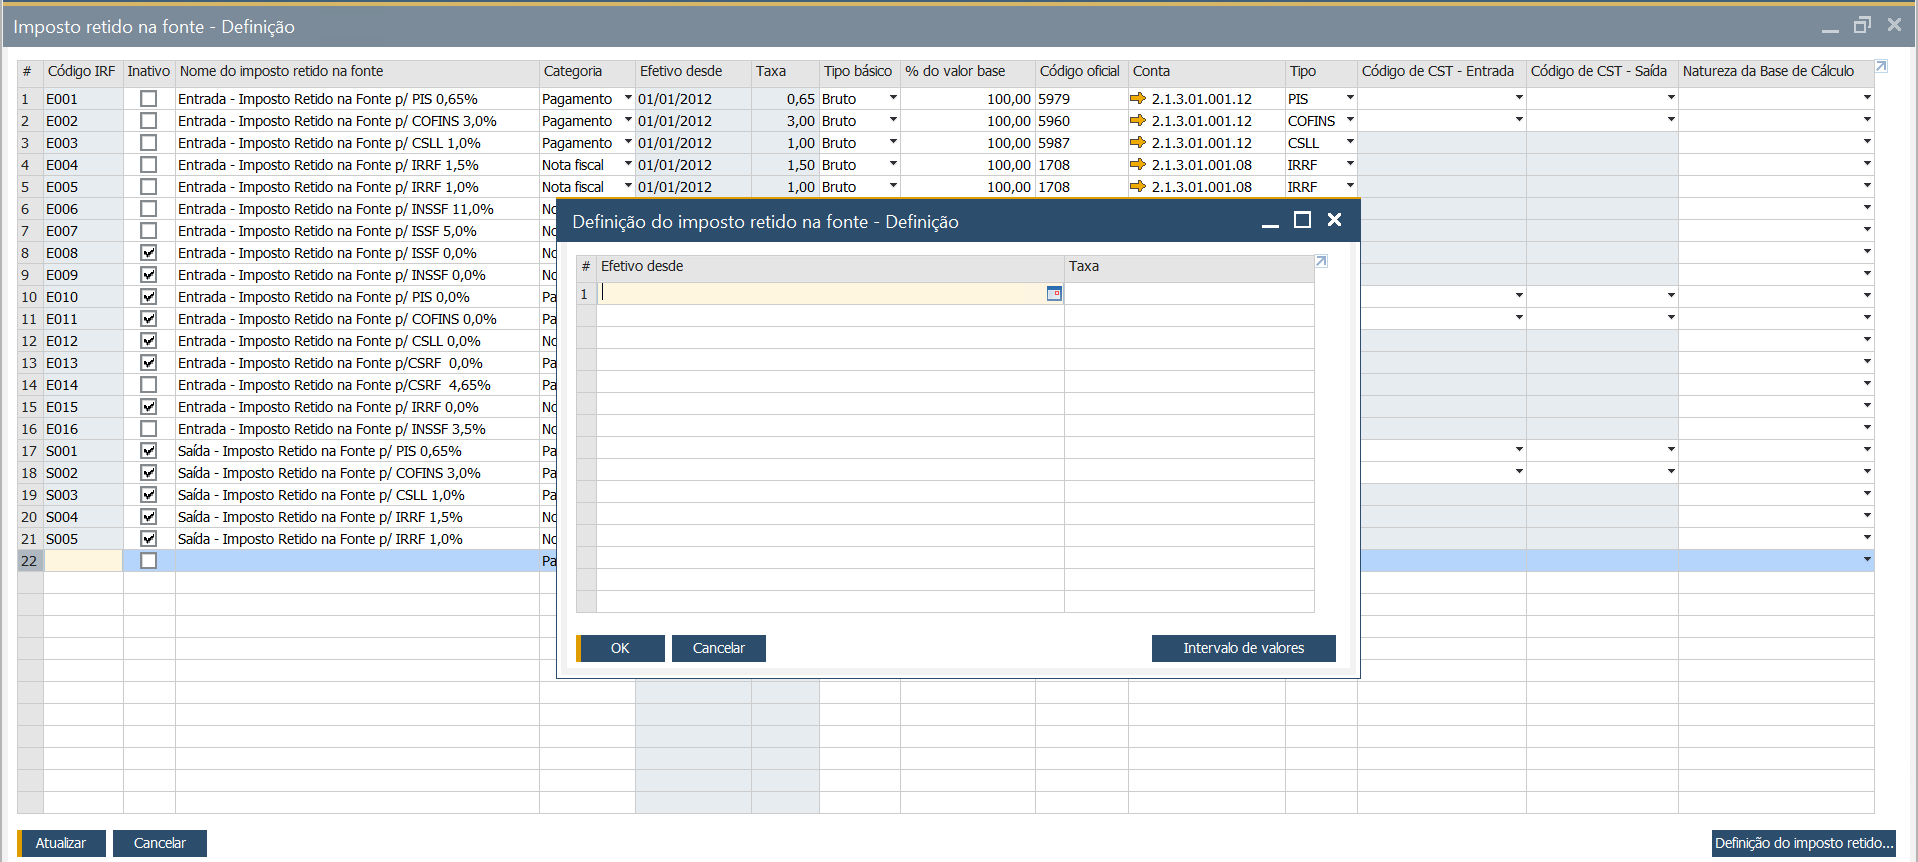 Imposto retido na fonte - Definição
# Código IRF Inativo Nome do imposto retido na fonte Categoria Efetivo desde Taxa Tipo básico % do valor base Código oficial Conta Tipo Código de CST - Entrada Código de CST - Saída Natureza da Base de Cálculo
1 E001 Entrada - Imposto Retido na Fonte p/ PIS 0,65% Pagamento 01/01/2012 0,65 Bruto 100,00 5979 2.1.3.01.001.12 PIS
2 E002 Entrada - Imposto Retido na Fonte p/ COFINS 3,0% Pagamento 01/01/2012 3,00 Bruto 100,00 5960 2.1.3.01.001.12 COFINS
3 E003 Entrada - Imposto Retido na Fonte p/ CSLL 1,0% Pagamento 01/01/2012 1,00 Bruto 100,00 5987 2.1.3.01.001.12 CSLL
4 E004 Entrada - Imposto Retido na Fonte p/ IRRF 1,5% Nota fiscal 01/01/2012 1,50 Bruto 100,00 1708 2.1.3.01.001.08 IRRF
5 E005 Entrada - Imposto Retido na Fonte p/ IRRF 1,0% Nota fiscal 01/01/2012 1,00 Bruto 100,00 1708 2.1.3.01.001.08 IRRF
6 E006 Entrada - Imposto Retido na Fonte p/ INSSF 11,0% No
7 E007 Entrada - Imposto Retido na Fonte p/ ISSF 5,0% No
8 E008 Entrada - Imposto Retido na Fonte p/ ISSF 0,0% No
9 E009 Entrada - Imposto Retido na Fonte p/ INSSF 0,0% No
10 E010 Entrada - Imposto Retido na Fonte p/ PIS 0,0% Pa
11 E011 Entrada - Imposto Retido na Fonte p/ COFINS 0,0% Pa
12 E012 Entrada - Imposto Retido na Fonte p/ CSLL 0,0% No
13 E013 Entrada - Imposto Retido na Fonte p/CSRF 0,0% Pa
14 E014 Entrada - Imposto Retido na Fonte p/CSRF 4,65% Pa
15 E015 Entrada - Imposto Retido na Fonte p/ IRRF 0,0% No
16 E016 Entrada - Imposto Retido na Fonte p/ INSSF 3,5% No
17 S001 Saída - Imposto Retido na Fonte p/ PIS 0,65% Pa
18 S002 Saída - Imposto Retido na Fonte p/ COFINS 3,0% Pa
19 S003 Saída - Imposto Retido na Fonte p/ CSLL 1,0% Pa
20 S004 Saída - Imposto Retido na Fonte p/ IRRF 1,5% No
21 S005 Saída - Imposto Retido na Fonte p/ IRRF 1,0% No
22 Pa
Definição do imposto retido na fonte - Definição
# Efetivo desde Taxa
1
OK Cancelar Intervalo de valores
Atualizar Cancelar Definição do imposto retido...